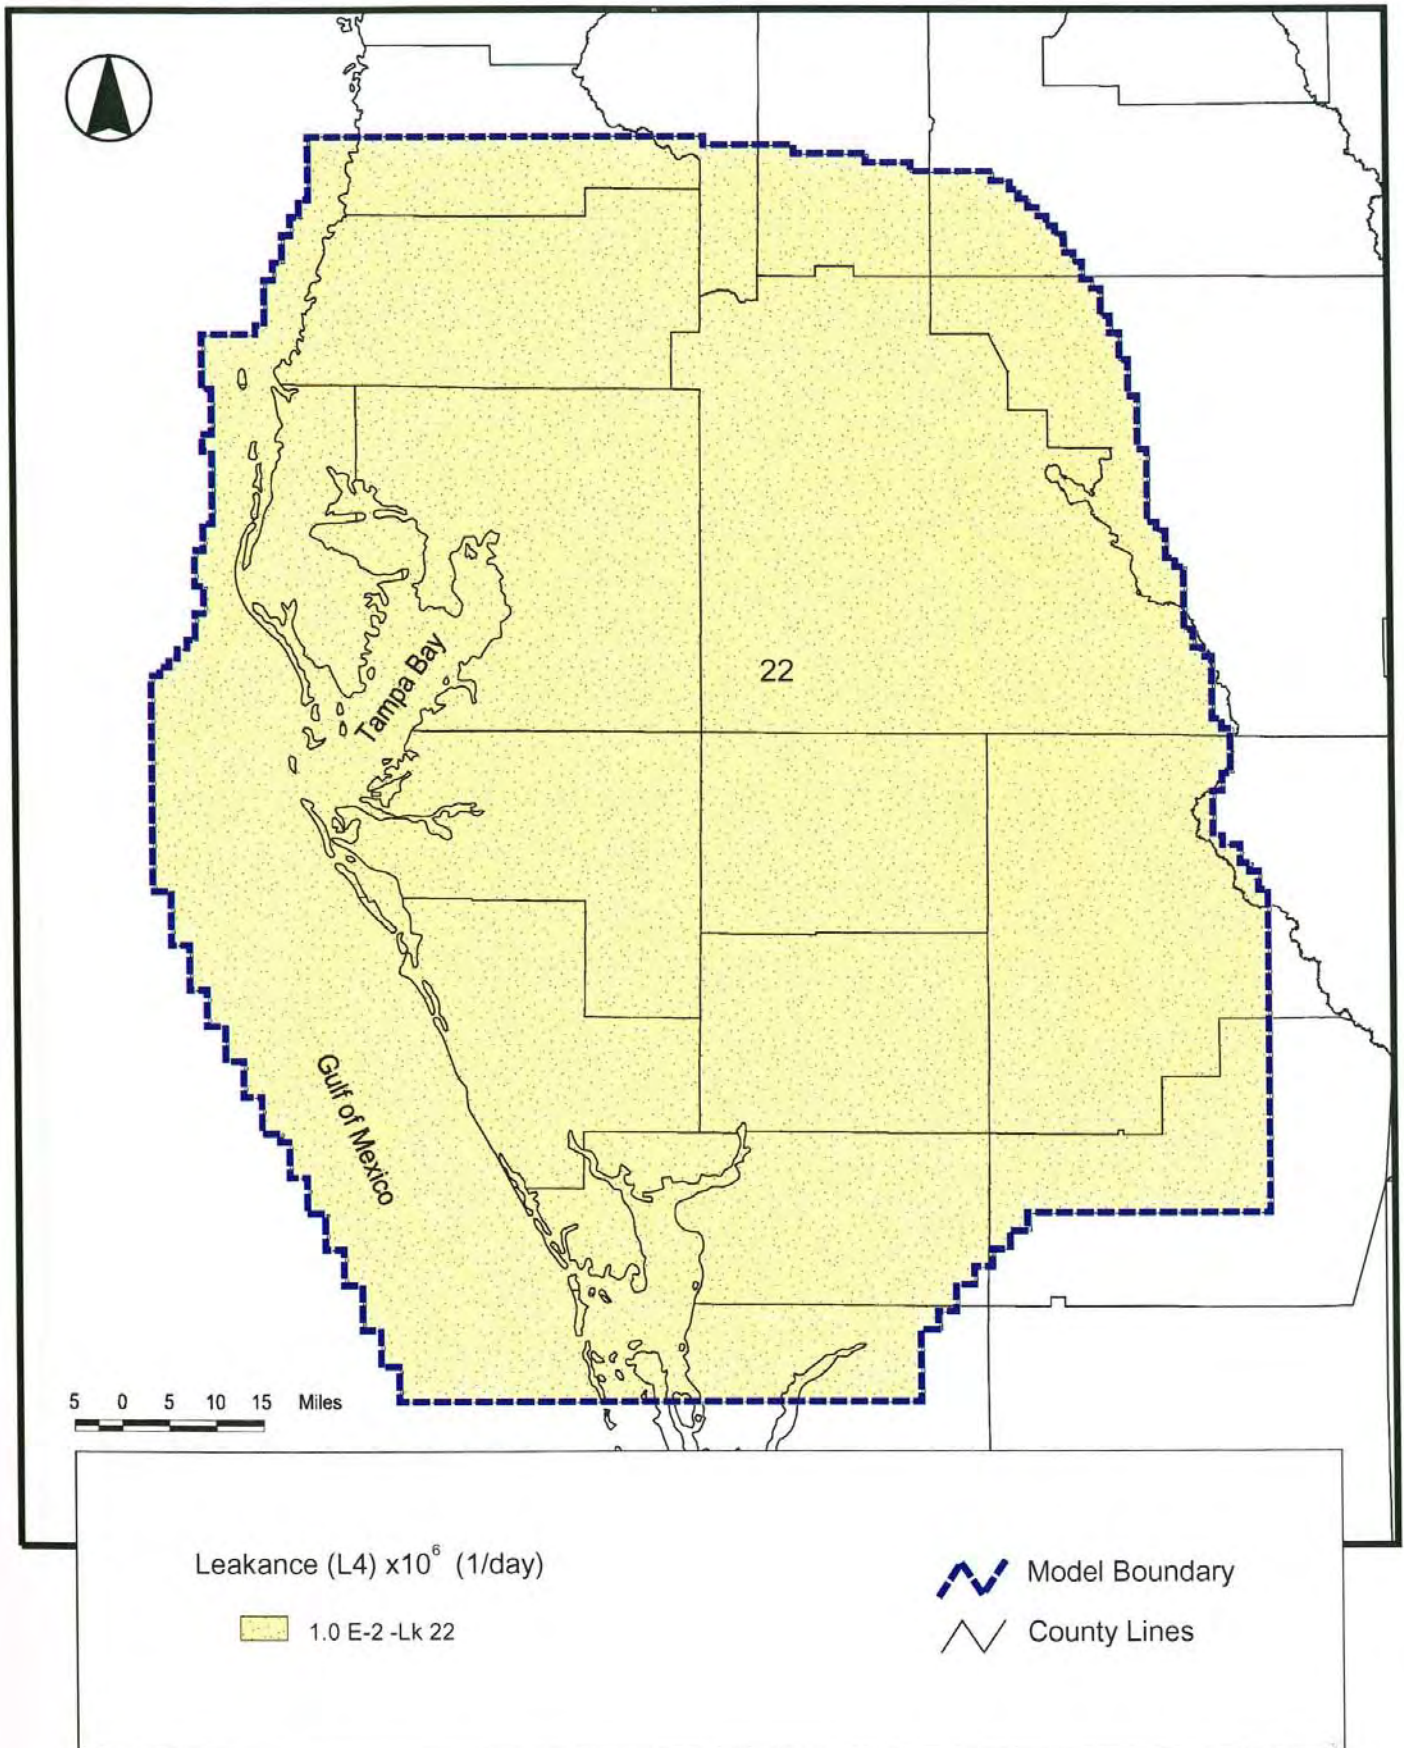 Tampa Bay
22
Gulf of Mexico
5 0 5 10 15 Miles
Leakance (L4) x10⁶ (1/day)
1.0 E-2 -Lk 22
Model Boundary
County Lines